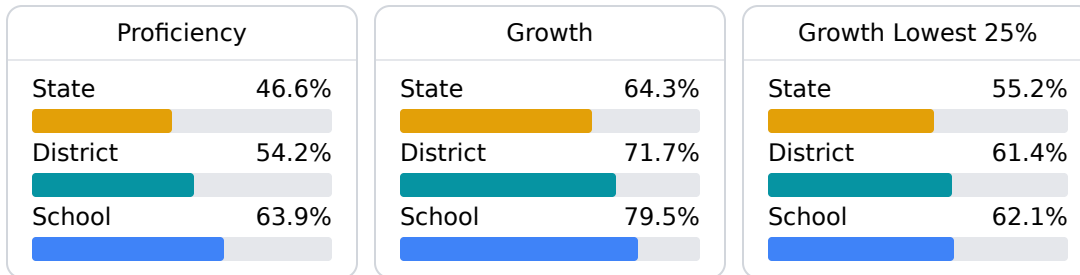 Proficiency
State 46.6%
District 54.2%
School 63.9%
Growth
State 64.3%
District 71.7%
School 79.5%
Growth Lowest 25%
State 55.2%
District 61.4%
School 62.1%